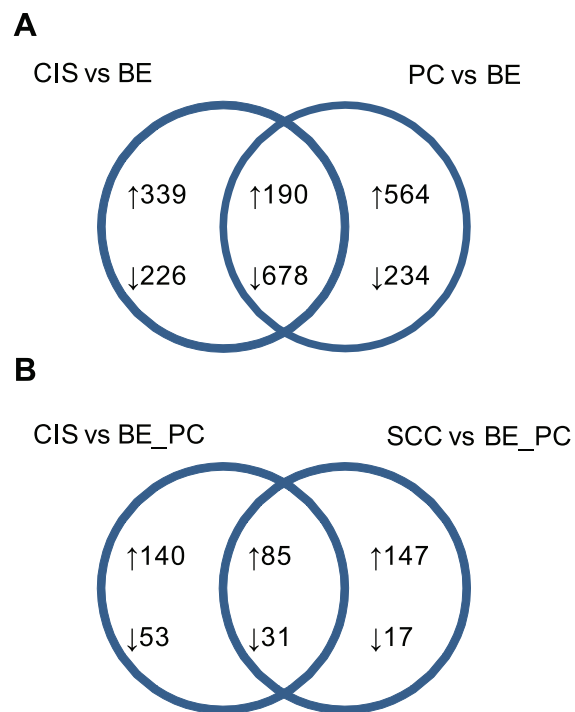 A
CIS vs BE PC vs BE
↑339 ↑190 ↑564
↓226 ↓678 ↓234
B
CIS vs BE_PC SCC vs BE_PC
↑140 ↑85 ↑147
↓53 ↓31 ↓17